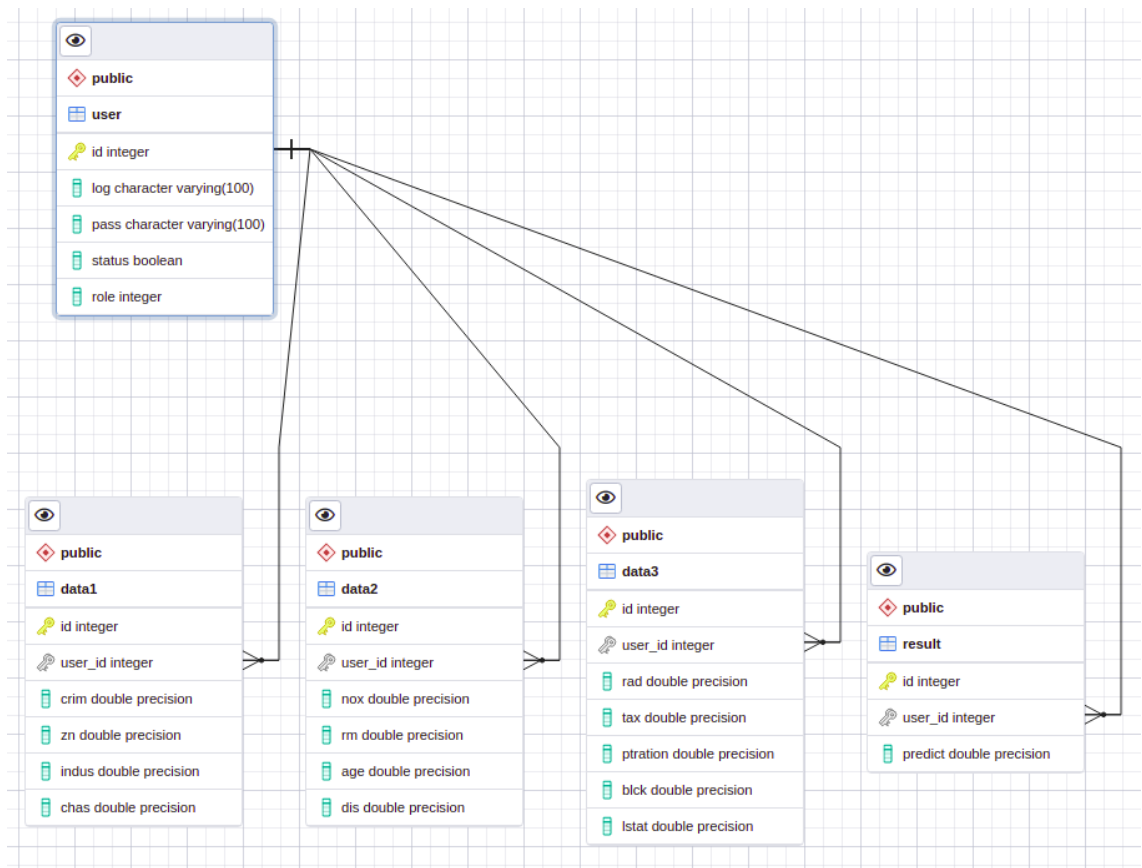 public
user
id integer
log character varying(100)
pass character varying(100)
status boolean
role integer
public
data1
id integer
user_id integer
crim double precision
zn double precision
indus double precision
chas double precision
public
data2
id integer
user_id integer
nox double precision
rm double precision
age double precision
dis double precision
public
data3
id integer
user_id integer
rad double precision
tax double precision
ptration double precision
blck double precision
lstat double precision
public
result
id integer
user_id integer
predict double precision